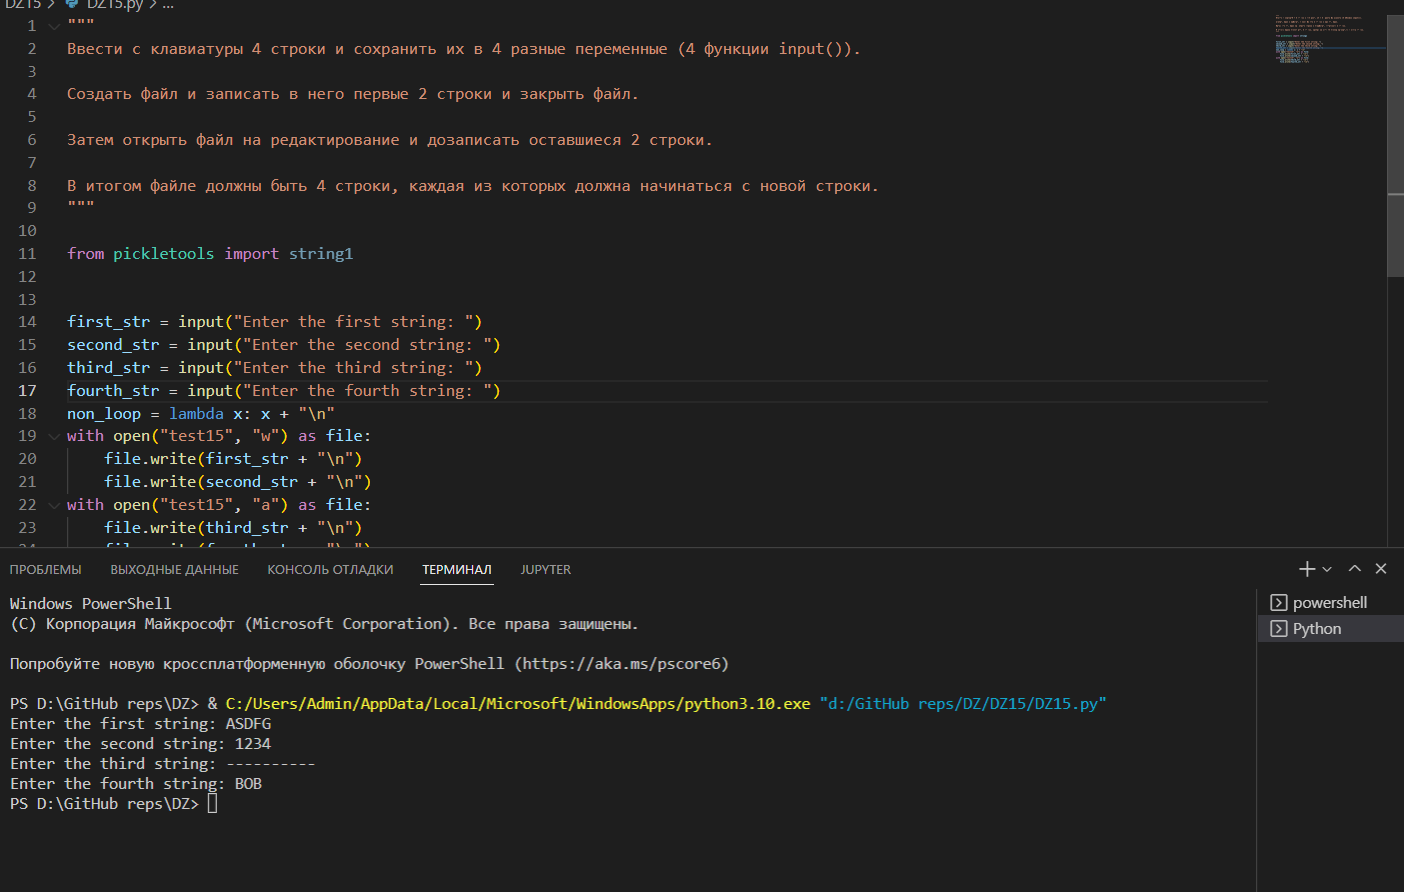 DZ15 > DZ15.py > ...
1 """
2 Ввести с клавиатуры 4 строки и сохранить их в 4 разные переменные (4 функции input()).
3
4 Создать файл и записать в него первые 2 строки и закрыть файл.
5
6 Затем открыть файл на редактирование и дозаписать оставшиеся 2 строки.
7
8 В итогом файле должны быть 4 строки, каждая из которых должна начинаться с новой строки.
9 """
10
11 from pickletools import string1
12
13
14 first_str = input("Enter the first string: ")
15 second_str = input("Enter the second string: ")
16 third_str = input("Enter the third string: ")
17 fourth_str = input("Enter the fourth string: ")
18 non_loop = lambda x: x + "\n"
19 with open("test15", "w") as file:
20 file.write(first_str + "\n")
21 file.write(second_str + "\n")
22 with open("test15", "a") as file:
23 file.write(third_str + "\n")
ПРОБЛЕМЫ ВЫХОДНЫЕ ДАННЫЕ КОНСОЛЬ ОТЛАДКИ ТЕРМИНАЛ JUPYTER
Windows PowerShell
(C) Корпорация Майкрософт (Microsoft Corporation). Все права защищены.
Попробуйте новую кроссплатформенную оболочку PowerShell (https://aka.ms/pscore6)
PS D:\GitHub reps\DZ> & C:/Users/Admin/AppData/Local/Microsoft/WindowsApps/python3.10.exe "d:/GitHub reps/DZ/DZ15/DZ15.py"
Enter the first string: ASDFG
Enter the second string: 1234
Enter the third string: ----------
Enter the fourth string: BOB
PS D:\GitHub reps\DZ>
powershell
Python